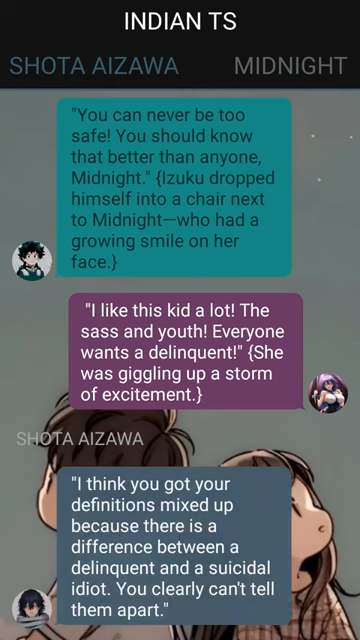 INDIAN TS
SHOTA AIZAWA MIDNIGHT
"You can never be too
safe! You should know
that better than anyone,
Midnight." {Izuku dropped
himself into a chair next
to Midnight—who had a
growing smile on her
face.}
"I like this kid a lot! The
sass and youth! Everyone
wants a delinquent!" {She
was giggling up a storm
of excitement.}
SHOTA AIZAWA
"I think you got your
definitions mixed up
because there is a
difference between a
delinquent and a suicidal
idiot. You clearly can't tell
them apart."